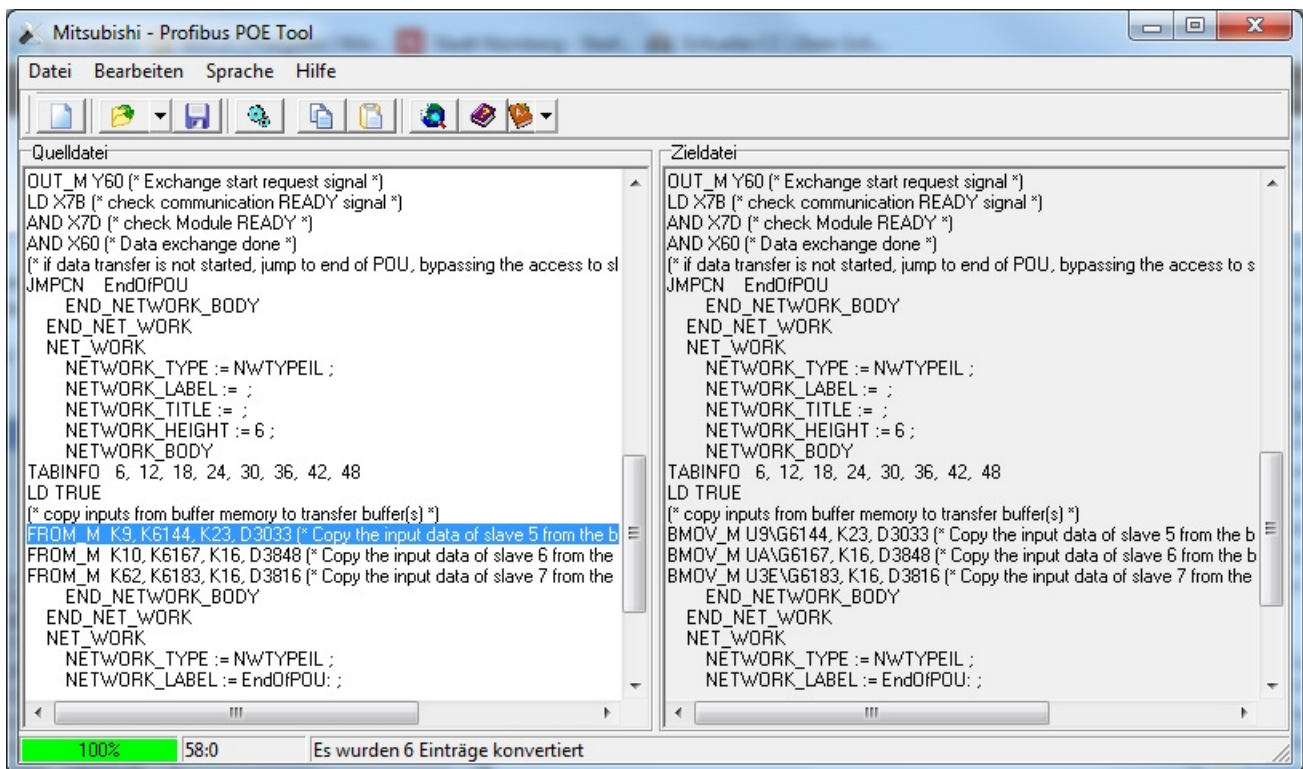 Mitsubishi - Profibus POE Tool
Datei Bearbeiten Sprache Hilfe
Quelldatei
OUT_M Y60 (* Exchange start request signal *)
LD X7B (* check communication READY signal *)
AND X7D (* check Module READY *)
AND X60 (* Data exchange done *)
(* if data transfer is not started, jump to end of POU, bypassing the access to sl
JMPCN EndOfPOU
END_NETWORK_BODY
END_NET_WORK
NET_WORK
NETWORK_TYPE := NWTYPEIL ;
NETWORK_LABEL := ;
NETWORK_TITLE := ;
NETWORK_HEIGHT := 6 ;
NETWORK_BODY
TABINFO 6, 12, 18, 24, 30, 36, 42, 48
LD TRUE
(* copy inputs from buffer memory to transfer buffer(s) *)
FROM_M K9, K6144, K23, D3033 (* Copy the input data of slave 5 from the b
FROM_M K10, K6167, K16, D3848 (* Copy the input data of slave 6 from the
FROM_M K62, K6183, K16, D3816 (* Copy the input data of slave 7 from the
END_NETWORK_BODY
END_NET_WORK
NET_WORK
NETWORK_TYPE := NWTYPEIL ;
NETWORK_LABEL := EndOfPOU: ;
Zieldatei
OUT_M Y60 (* Exchange start request signal *)
LD X7B (* check communication READY signal *)
AND X7D (* check Module READY *)
AND X60 (* Data exchange done *)
(* if data transfer is not started, jump to end of POU, bypassing the access to s
JMPCN EndOfPOU
END_NETWORK_BODY
END_NET_WORK
NET_WORK
NETWORK_TYPE := NWTYPEIL ;
NETWORK_LABEL := ;
NETWORK_TITLE := ;
NETWORK_HEIGHT := 6 ;
NETWORK_BODY
TABINFO 6, 12, 18, 24, 30, 36, 42, 48
LD TRUE
(* copy inputs from buffer memory to transfer buffer(s) *)
BMOV_M U9\G6144, K23, D3033 (* Copy the input data of slave 5 from the b
BMOV_M UA\G6167, K16, D3848 (* Copy the input data of slave 6 from the b
BMOV_M U3E\G6183, K16, D3816 (* Copy the input data of slave 7 from the
END_NETWORK_BODY
END_NET_WORK
NET_WORK
NETWORK_TYPE := NWTYPEIL ;
NETWORK_LABEL := EndOfPOU: ;
100% 58:0 Es wurden 6 Einträge konvertiert